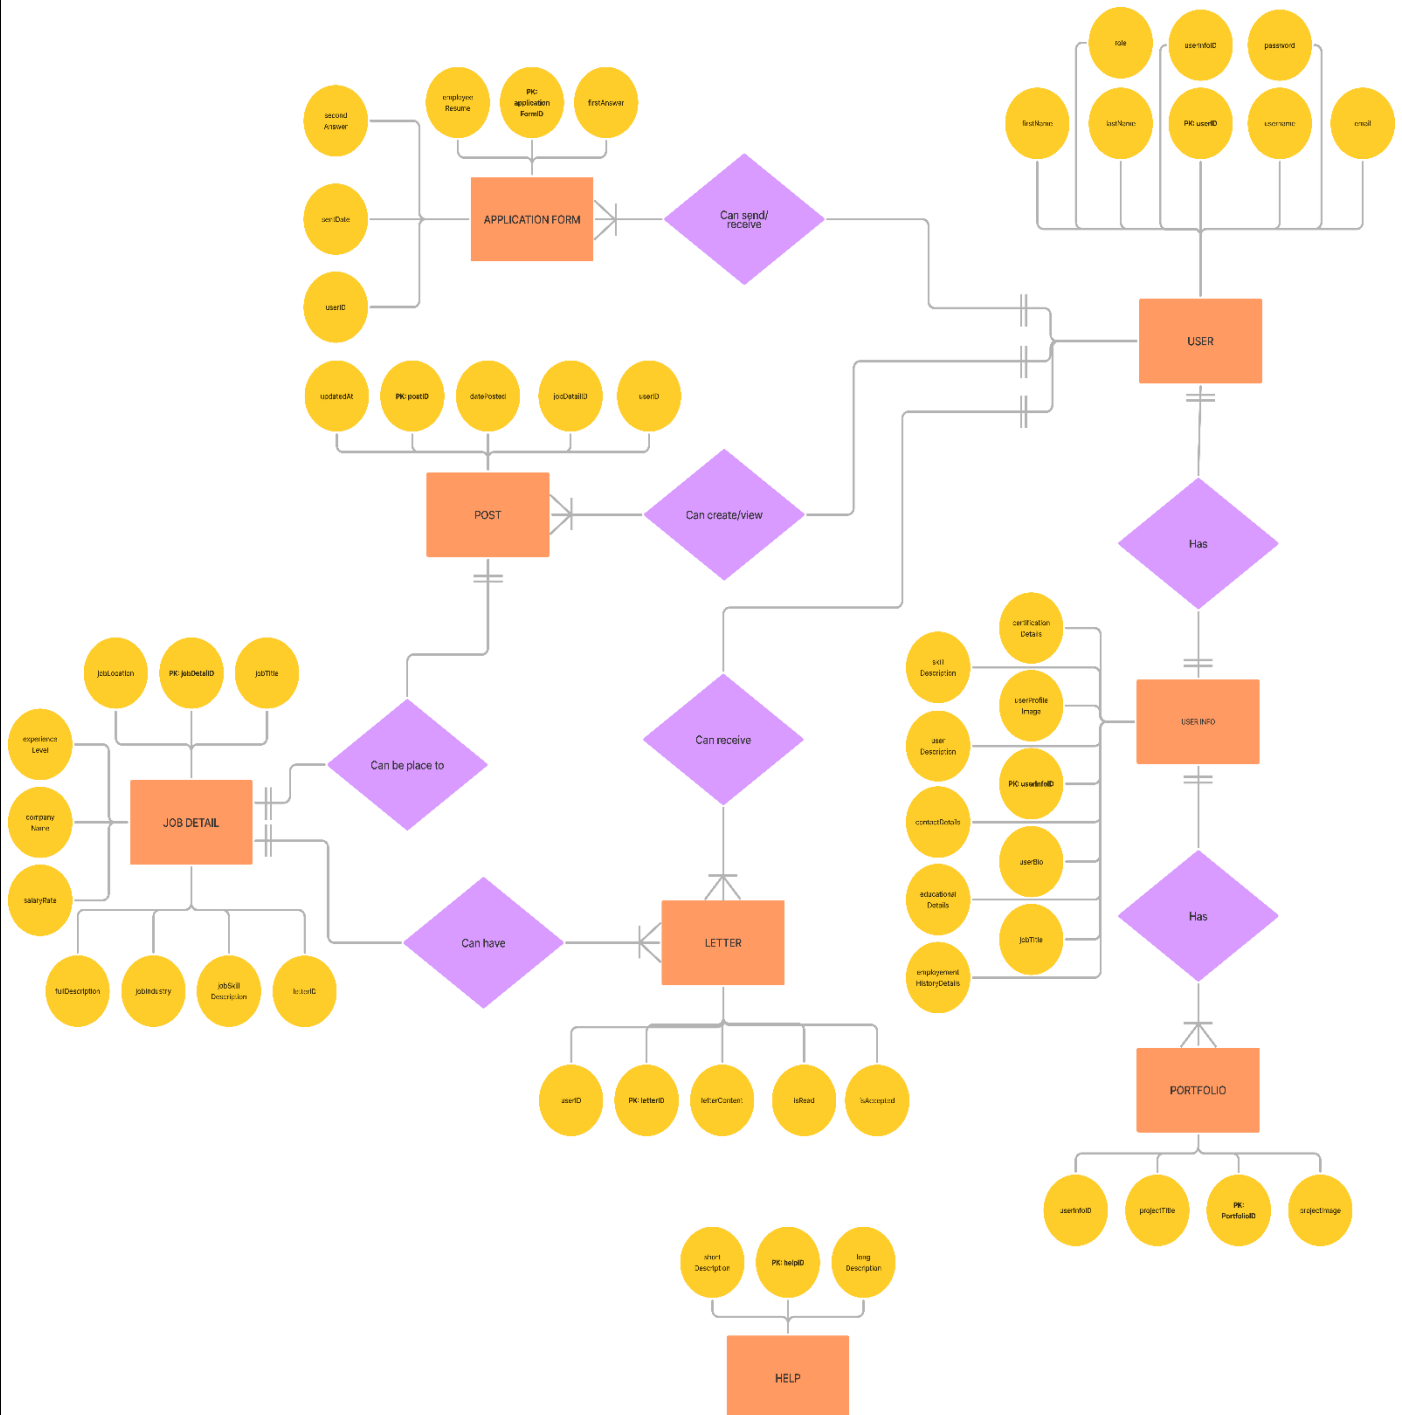 role
userInfoID
password
firstName
lastName
PK: userID
username
email
employee
Resume
PK:
application
FormID
firstAnswer
second
Answer
sentDate
userID
APPLICATION FORM
Can send/
receive
USER
updatedAt
PK: postID
datePosted
jobDetailID
userID
POST
Can create/view
Has
certification
Details
skill
Description
userProfile
Image
user
Description
PK: userInfoID
contactDetails
userBio
educational
Details
jobTitle
employement
HistoryDetails
USER INFO
jobLocation
PK: jobDetailID
jobTitle
experience
Level
company
Name
salaryRate
JOB DETAIL
Can be place to
Can receive
Can have
LETTER
fullDescription
jobIndustry
jobSkill
Description
letterID
userID
PK: letterID
letterContent
isRead
isAccepted
Has
PORTFOLIO
userInfoID
projectTitle
PK:
PortfolioID
projectImage
short
Description
PK: helpID
long
Description
HELP